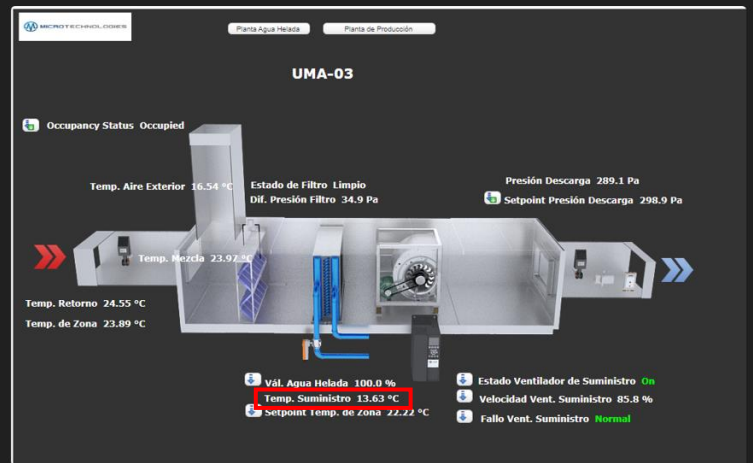 MICROTECHNOLOGIES
Planta Agua Helada
Planta de Producción
UMA-03
Occupancy Status Occupied
Temp. Aire Exterior 16.54 °C
Estado de Filtro Limpio
Dif. Presión Filtro 34.9 Pa
Presión Descarga 289.1 Pa
Setpoint Presión Descarga 298.9 Pa
Temp. Mezcla 23.92 °C
Temp. Retorno 24.55 °C
Temp. de Zona 23.89 °C
Vál. Agua Helada 100.0 %
Temp. Suministro 13.63 °C
Setpoint Temp. de Zona 22.22 °C
Estado Ventilador de Suministro On
Velocidad Vent. Suministro 85.8 %
Fallo Vent. Suministro Normal